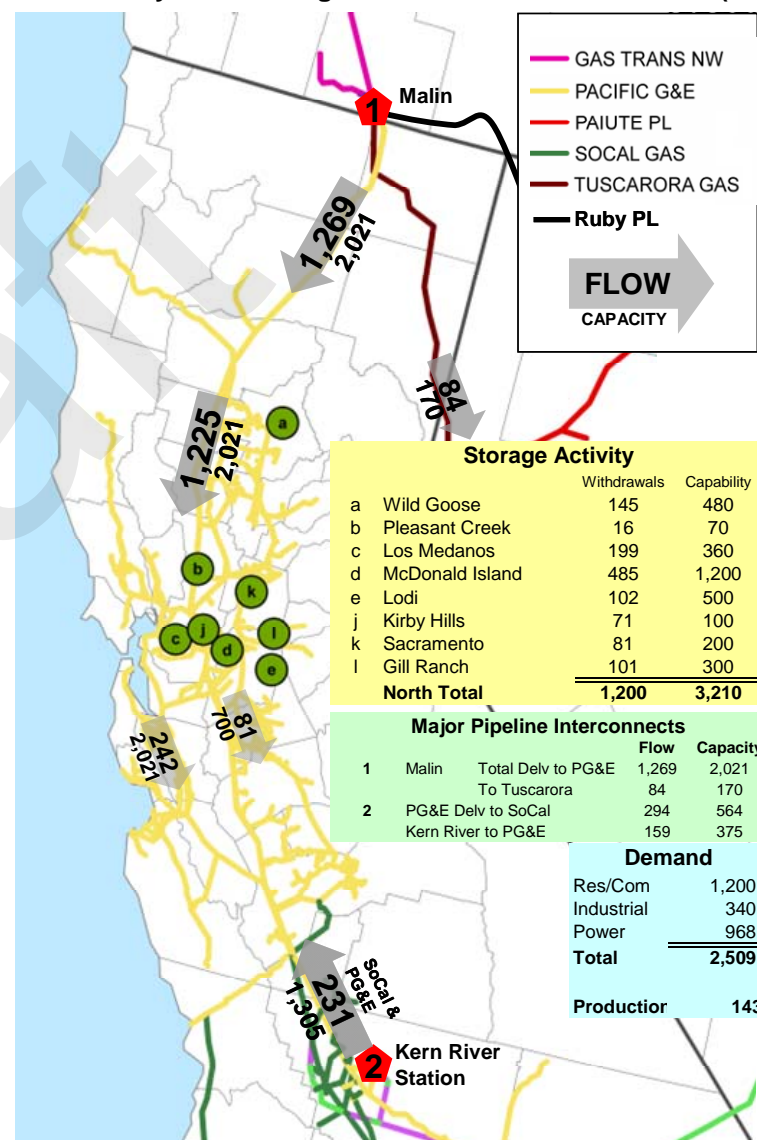 GAS TRANS NW
PACIFIC G&E
PAIUTE PL
SOCAL GAS
TUSCARORA GAS
Ruby PL
FLOW
CAPACITY
1 Malin
1,269
2,021
84
170
1,225
2,021
a
b
k
c j d l
e
Storage Activity
Withdrawals Capability
a Wild Goose 145 480
b Pleasant Creek 16 70
c Los Medanos 199 360
d McDonald Island 485 1,200
e Lodi 102 500
j Kirby Hills 71 100
k Sacramento 81 200
l Gill Ranch 101 300
North Total 1,200 3,210
242
2,021
81
700
Major Pipeline Interconnects
Flow Capacity
1 Malin Total Delv to PG&E 1,269 2,021
To Tuscarora 84 170
2 PG&E Delv to SoCal 294 564
Kern River to PG&E 159 375
Demand
Res/Com 1,200
Industrial 340
Power 968
Total 2,509
Production 143
231
1,305
SoCal &
PG&E
2 Kern River
Station